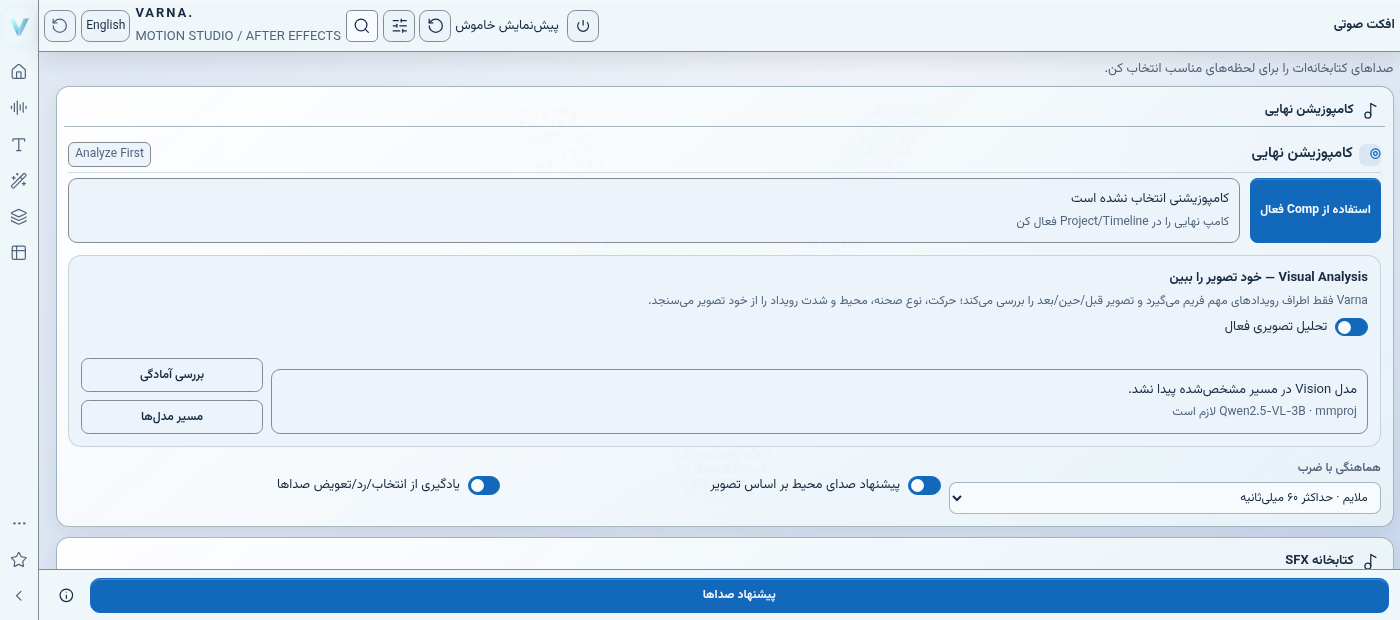 افکت صوتی
پیش‌نمایش خاموش
VARNA.
MOTION STUDIO / AFTER EFFECTS
English
صداهای کتابخانه‌ات را برای لحظه‌های مناسب انتخاب کن.
کامپوزیشن نهایی
کامپوزیشن نهایی
Analyze First
استفاده از Comp فعال
کامپوزیشنی انتخاب نشده است
کامپ نهایی را در Project/Timeline فعال کن
Visual Analysis — خود تصویر را ببین
Varna فقط اطراف رویدادهای مهم فریم می‌گیرد و تصویر قبل/حین/بعد را بررسی می‌کند؛ حرکت، نوع صحنه، محیط و شدت رویداد را از خود تصویر می‌سنجد.
تحلیل تصویری فعال
مدل Vision در مسیر مشخص‌شده پیدا نشد.
Qwen2.5-VL-3B · mmproj لازم است
بررسی آمادگی
مسیر مدل‌ها
هماهنگی با ضرب
ملایم · حداکثر ۶۰ میلی‌ثانیه
پیشنهاد صدای محیط بر اساس تصویر
یادگیری از انتخاب/رد/تعویض صداها
کتابخانه SFX
پیشنهاد صداها